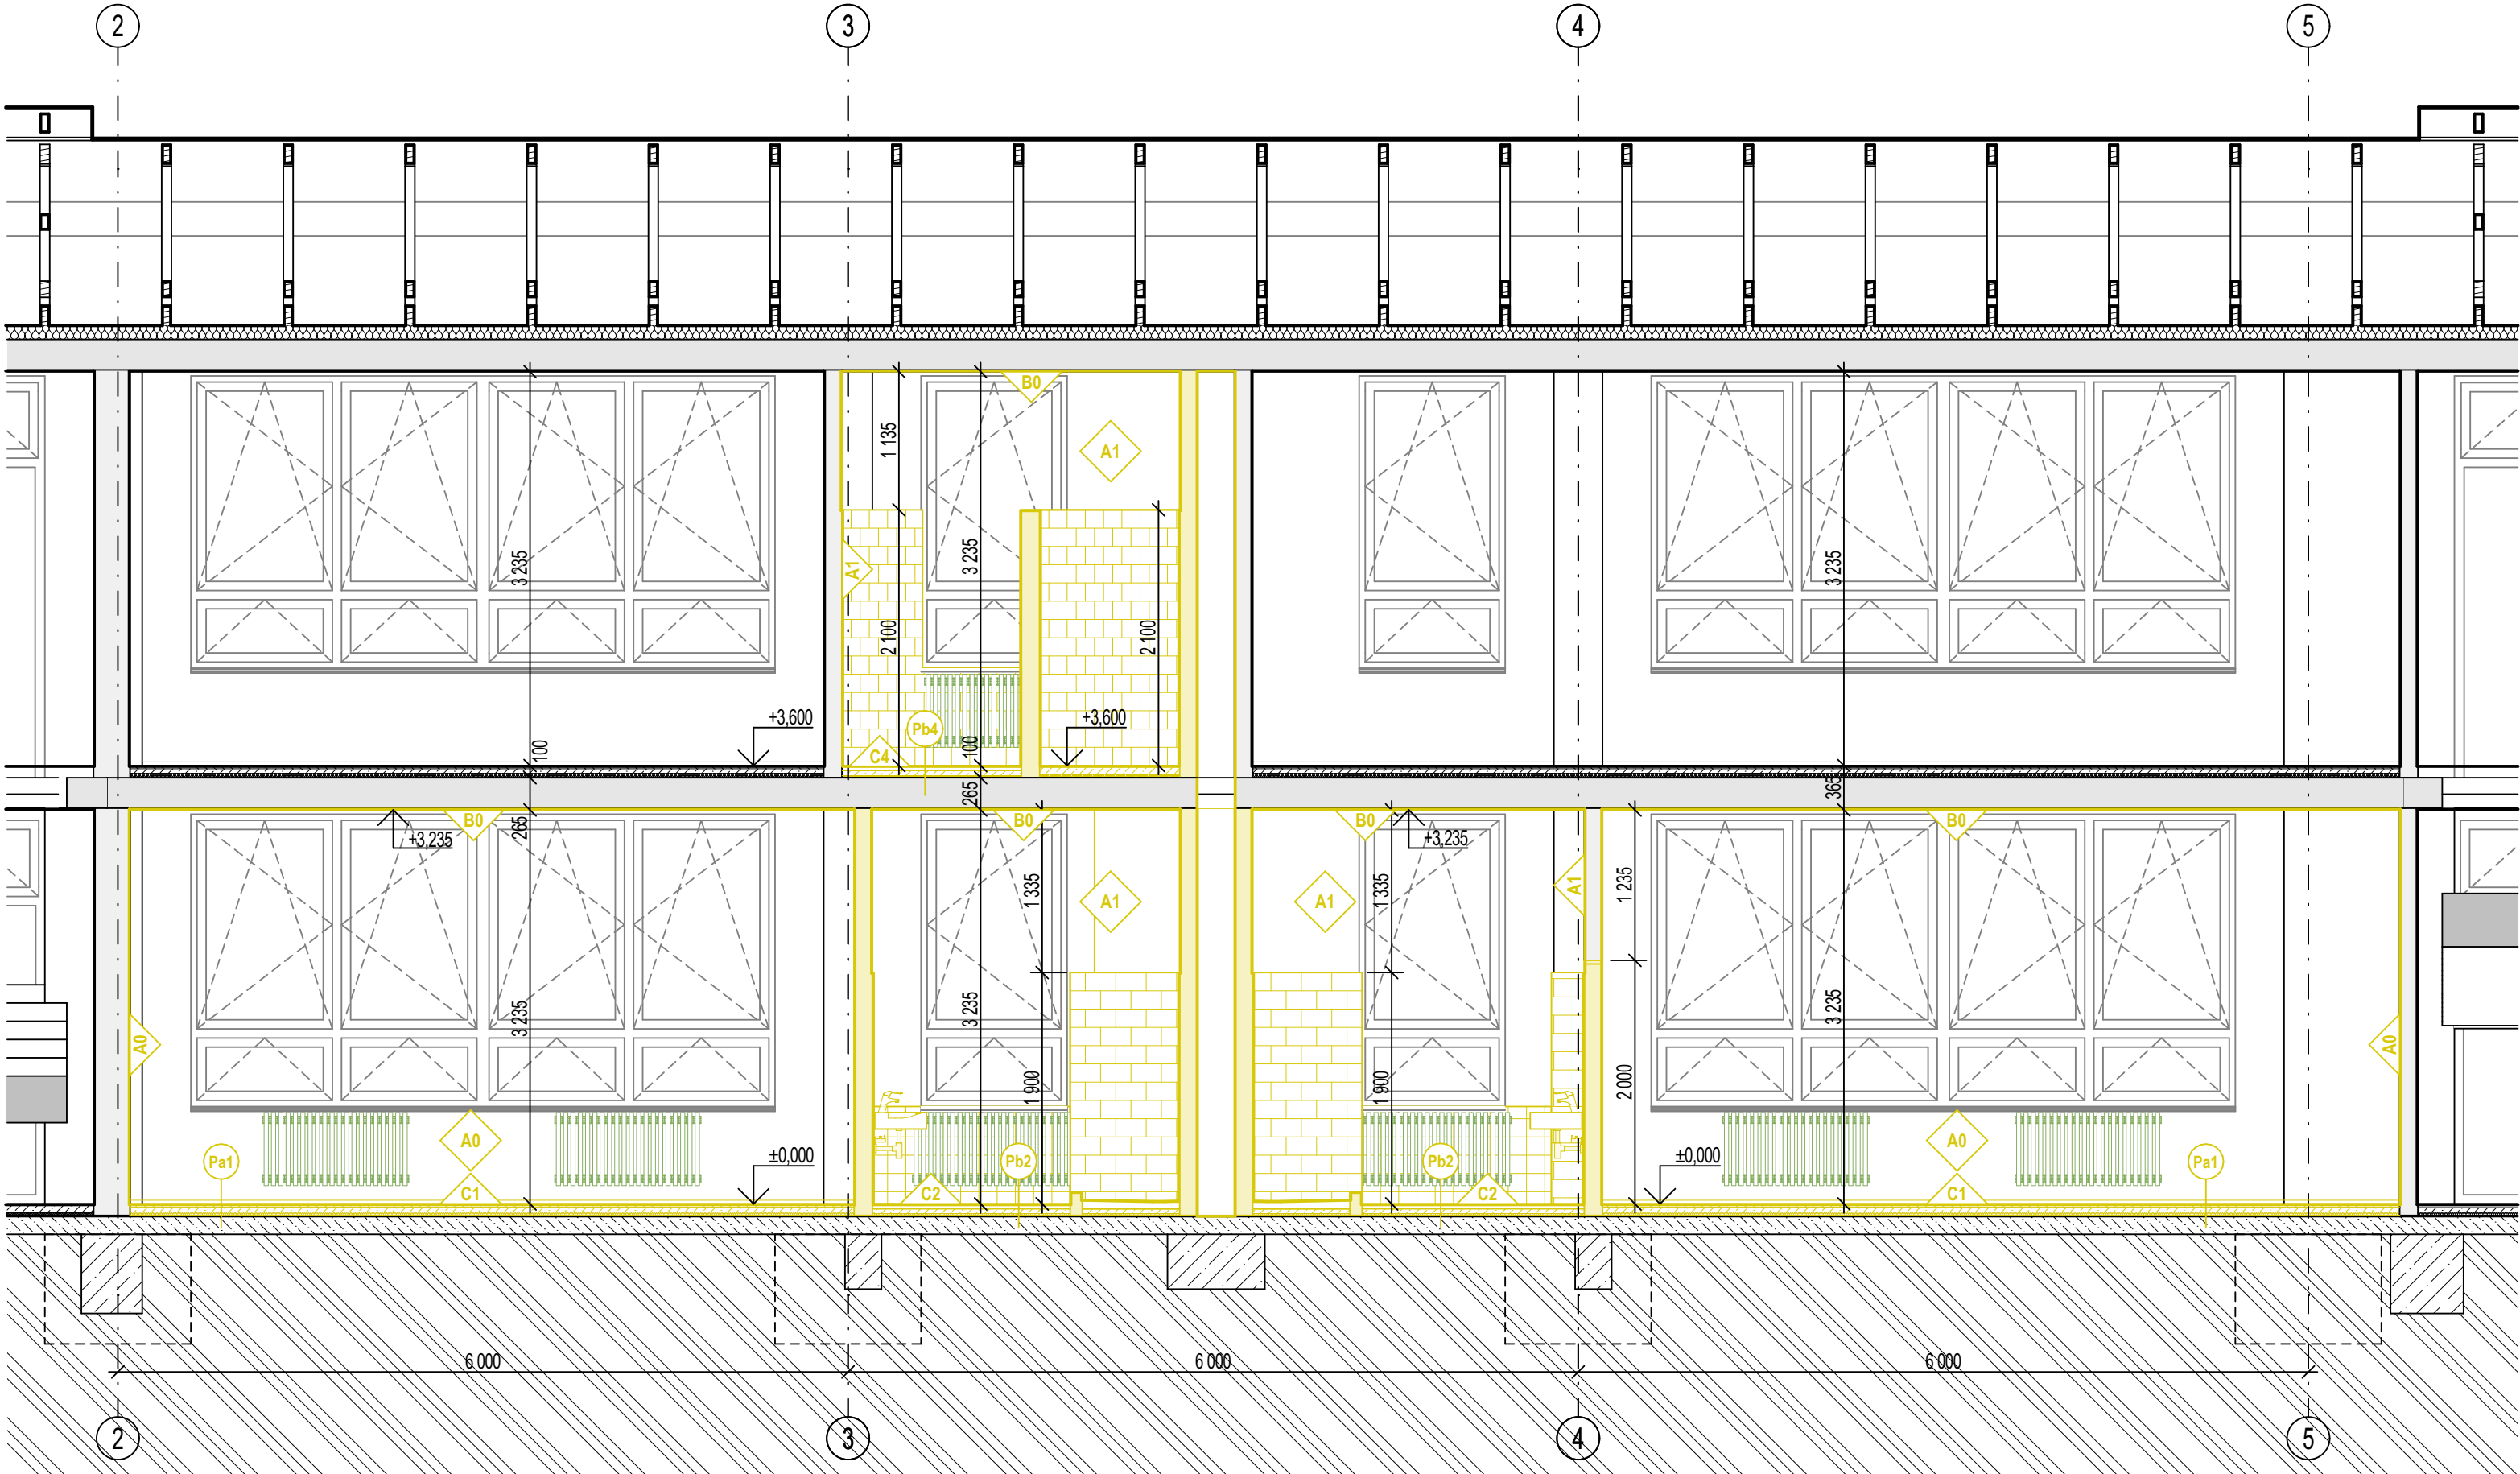 2 3 4 5
B0
1 135
A1
3 235 3 235 3 235
A1
2 100 2 100
+3,600 Pb4 +3,600
100 C4 100
265 365
B0 265 B0 B0 B0
+3,235 +3,235
1 335 A1 A1 1 335 A1 1 235
3 235 3 235 3 235
A0 A0
1 900 1 900 2 000
A0 A0
Pa1 ±0,000 Pb2 Pb2 ±0,000 Pa1
C1 C2 C2 C1
6 000 6 000 6 000
2 3 4 5